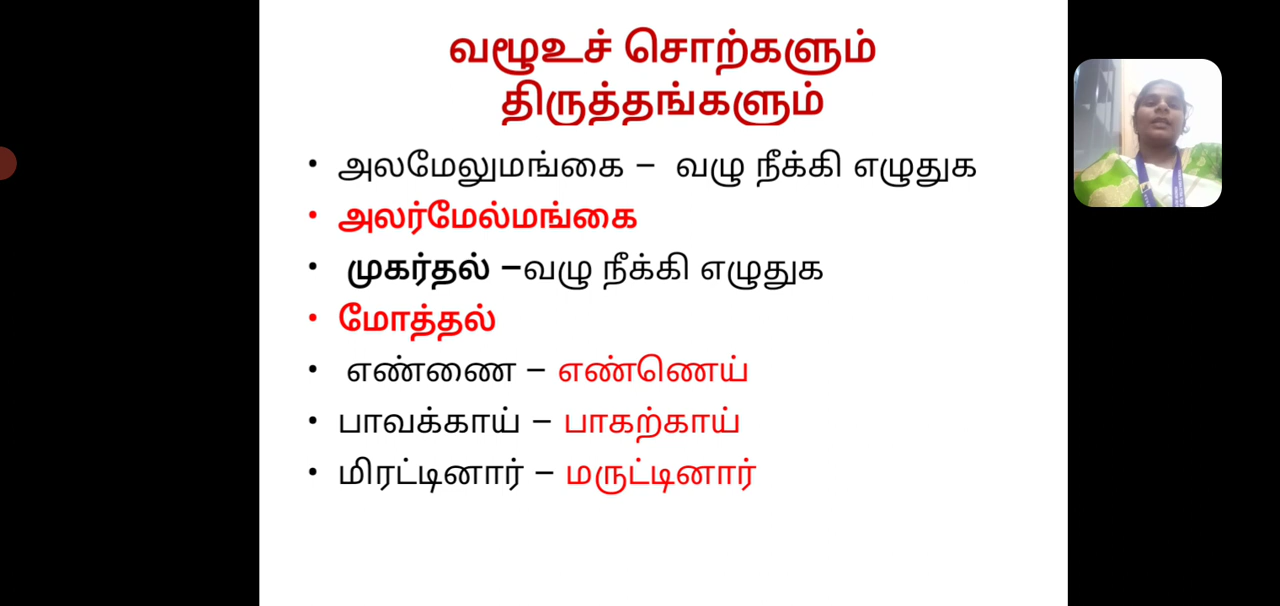 வழூஉச் சொற்களும்
திருத்தங்களும்
• அலமேலுமங்கை – வழு நீக்கி எழுதுக
• அலர்மேல்மங்கை
• முகர்தல் –வழு நீக்கி எழுதுக
• மோத்தல்
• எண்ணை – எண்ணெய்
• பாவக்காய் – பாகற்காய்
• மிரட்டினார் – மருட்டினார்